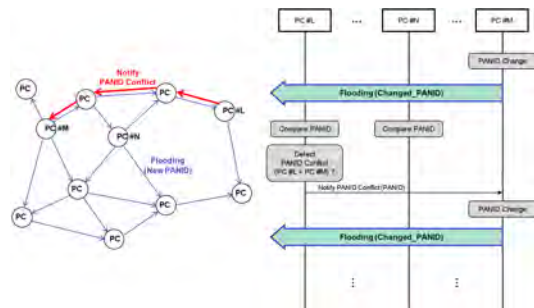 Notify
PANID Conflict
PC
PC
PC
PC #L
PC #M
PC #N
Flooding
(New PANID)
PC
PC
PC
PC
PC
PC #L
...
PC #N
...
PC #M
PANID Change
Flooding (Changed_PANID)
Compare PANID
Compare PANID
Detect
PANID Conflict
(PC #L = PC #M) ?
Notify PANID Conflict(PANID)
PANID Change
Flooding (Changed_PANID)